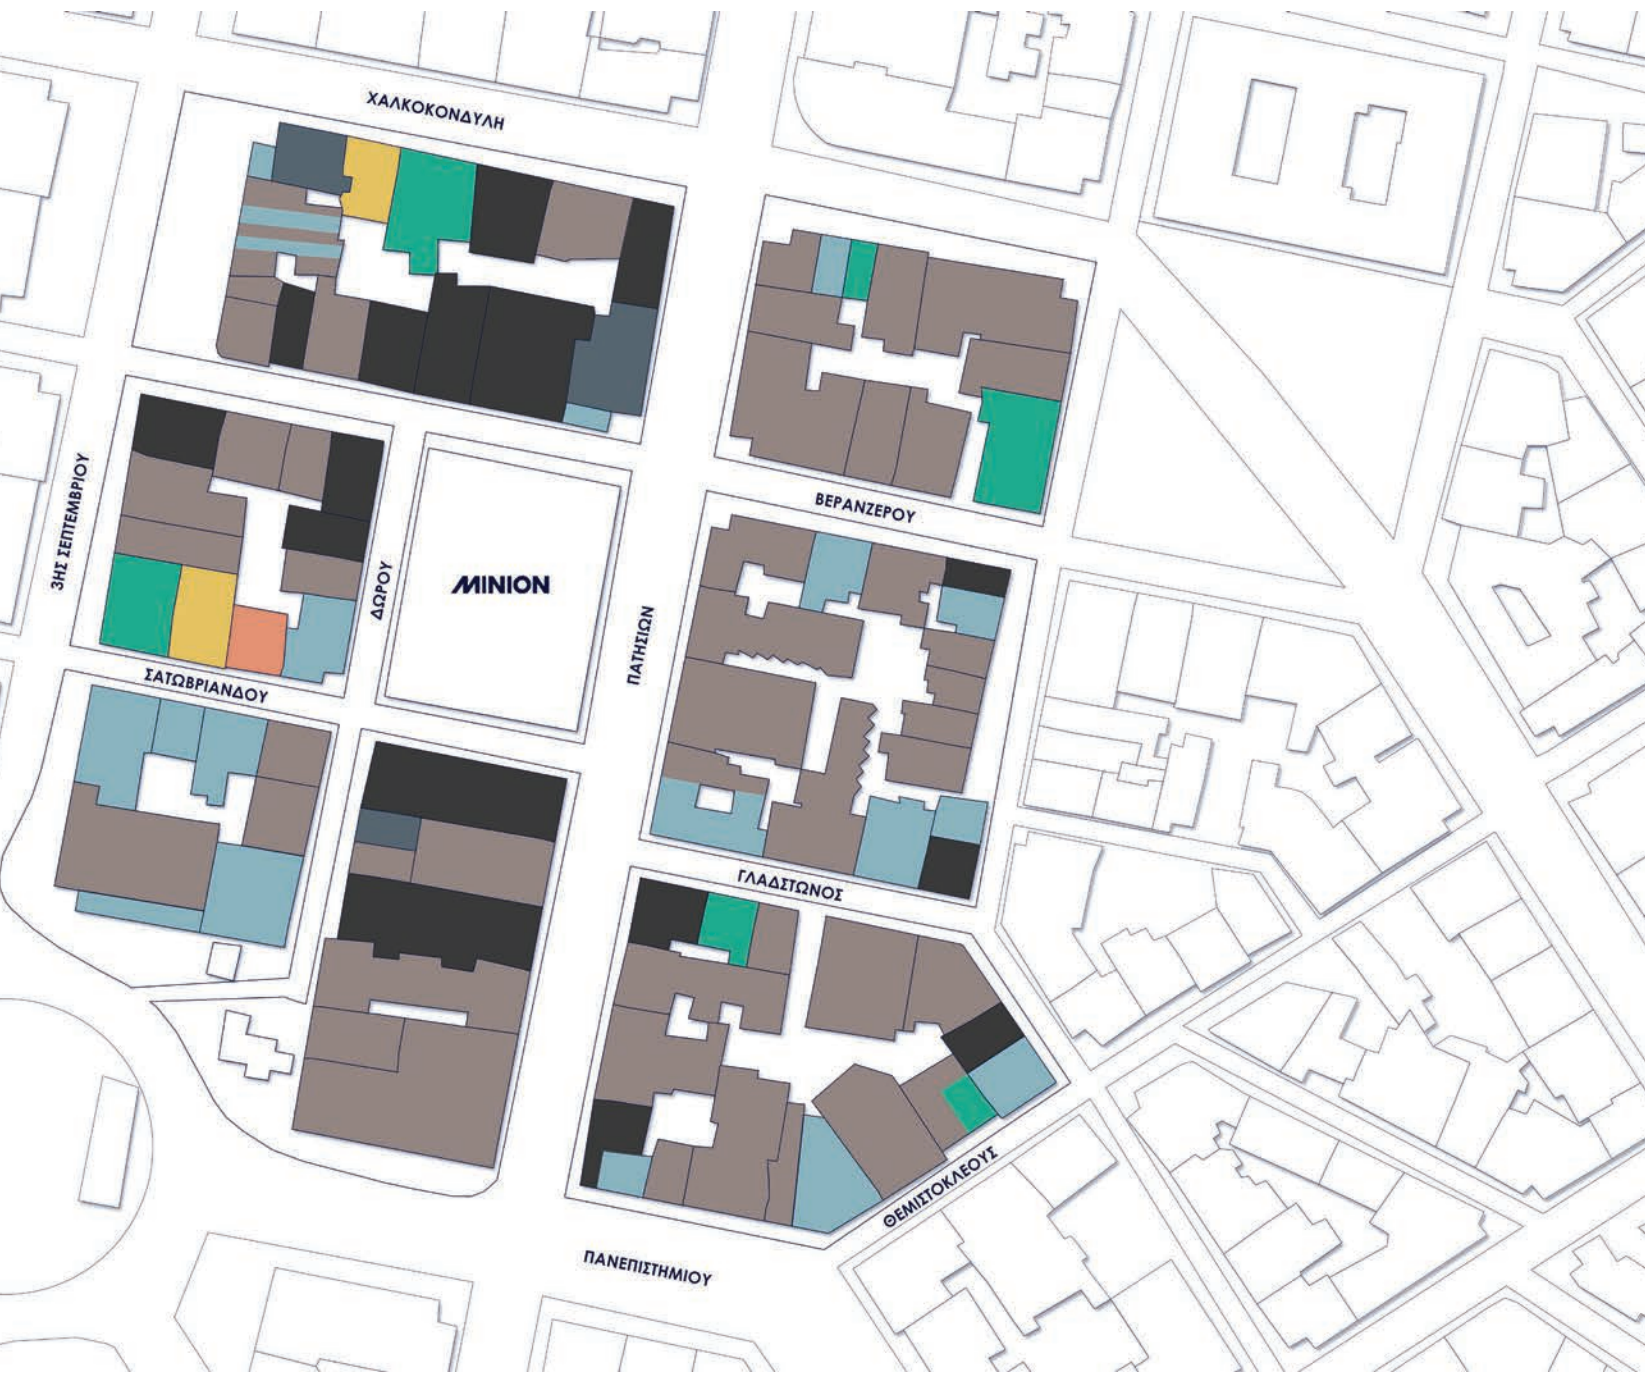 ΧΑΛΚΟΚΟΝΔΥΛΗ
ΒΕΡΑΝΖΕΡΟΥ
3ΗΣ ΣΕΠΤΕΜΒΡΙΟΥ
ΔΩΡΟΥ
MINION
ΠΑΤΗΣΙΩΝ
ΣΑΤΩΒΡΙΑΝΔΟΥ
ΓΛΑΔΣΤΩΝΟΣ
ΘΕΜΙΣΤΟΚΛΕΟΥΣ
ΠΑΝΕΠΙΣΤΗΜΙΟΥ